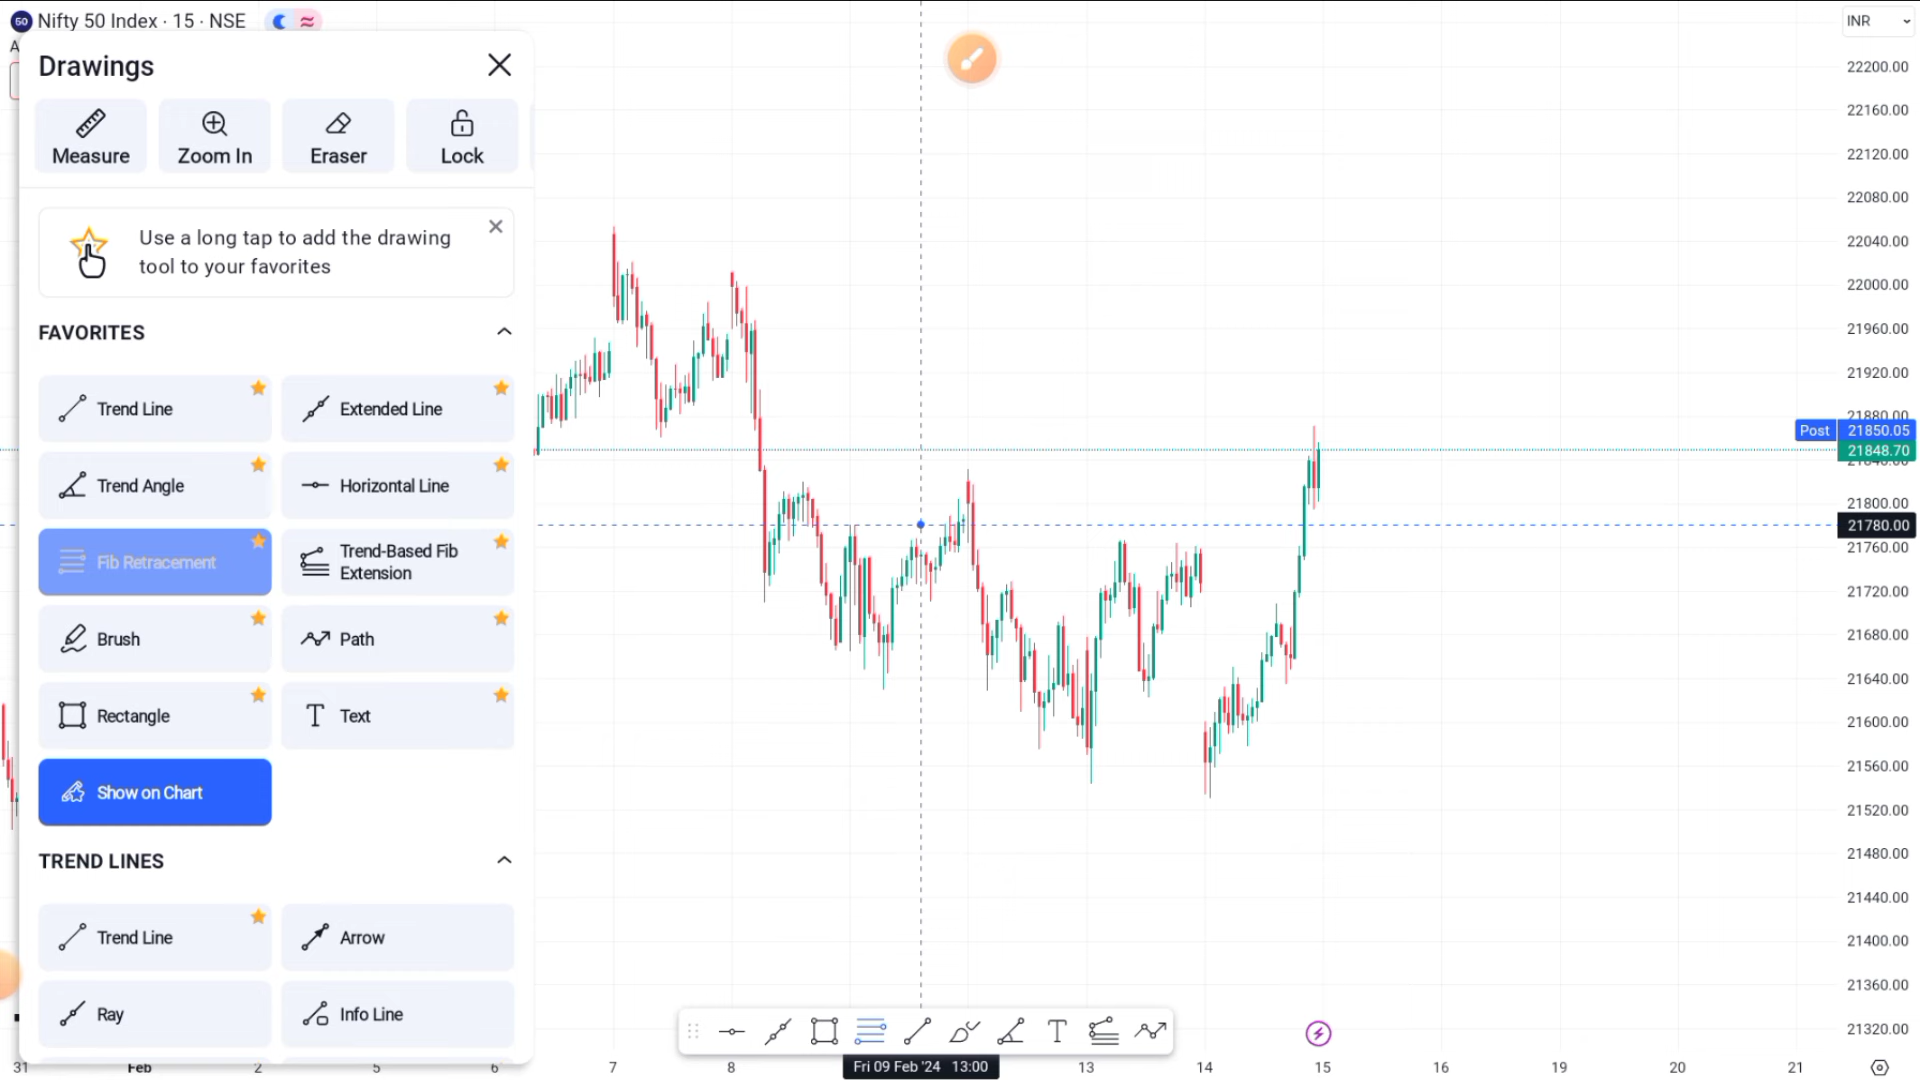 50 Nifty 50 Index · 15 · NSE
INR
A
Drawings
Measure
Zoom In
Eraser
Lock
Use a long tap to add the drawing
tool to your favorites
FAVORITES
Trend Line
Extended Line
Trend Angle
Horizontal Line
Fib Retracement
Trend-Based Fib
Extension
Brush
Path
Rectangle
Text
Show on Chart
TREND LINES
Trend Line
Arrow
Ray
Info Line
22200.00
22160.00
22120.00
22080.00
22040.00
22000.00
21960.00
21920.00
21880.00
Post 21850.05
21848.70
21840.00
21800.00
21780.00
21760.00
21720.00
21680.00
21640.00
21600.00
21560.00
21520.00
21480.00
21440.00
21400.00
21360.00
21320.00
T
31 Feb 2 5 6 7 8 Fri 09 Feb '24 13:00 13 14 15 16 19 20 21